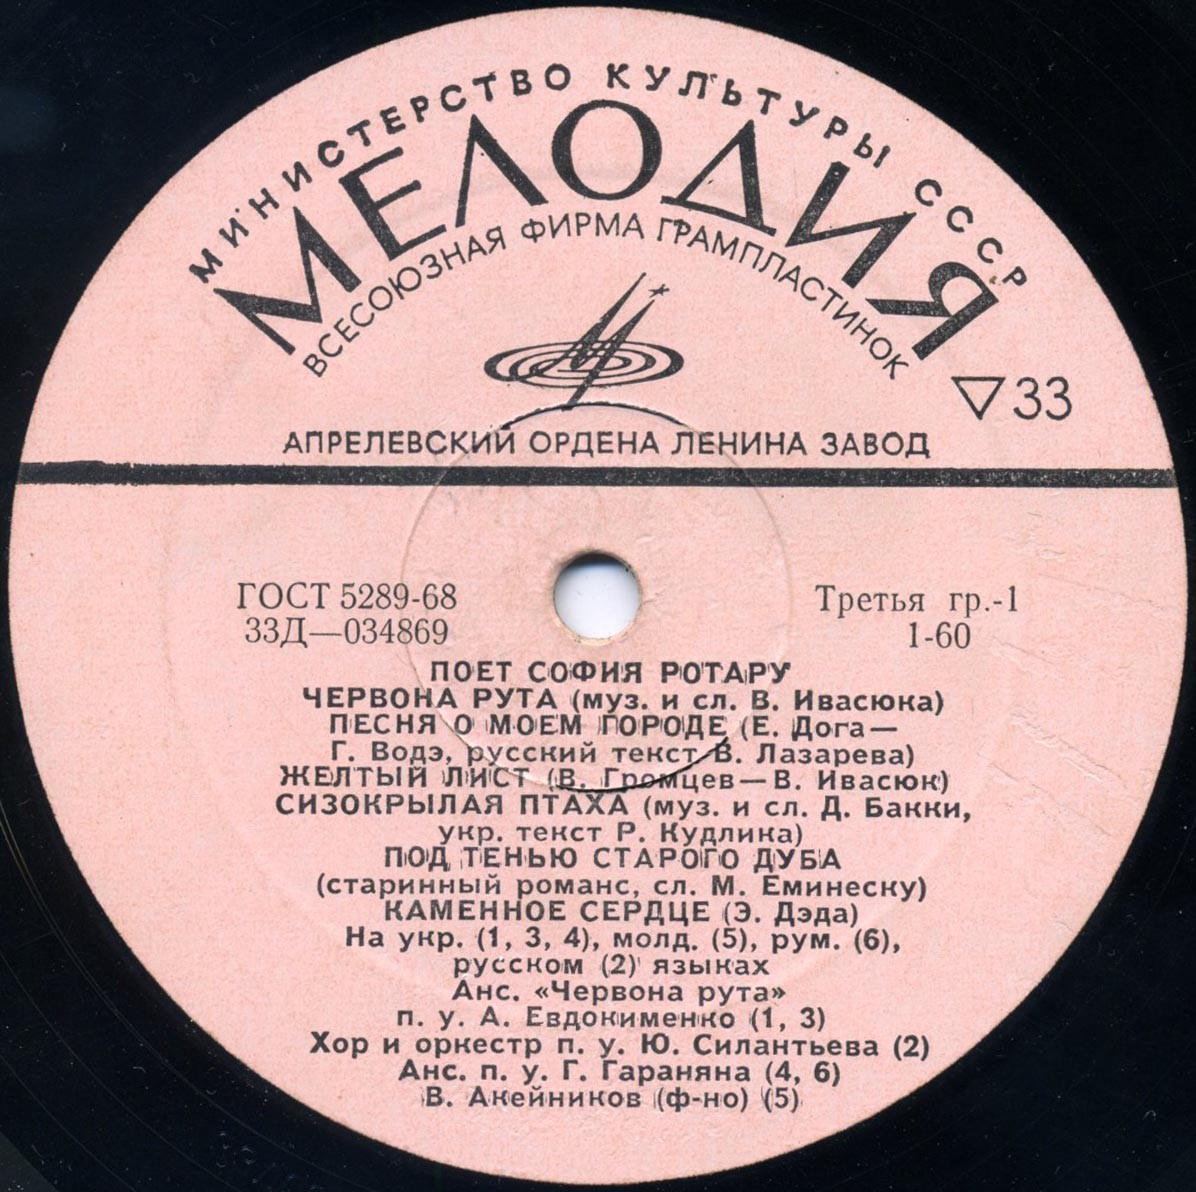 МИНИСТЕРСТВО КУЛЬТУРЫ СССР
МЕЛОДИЯ
ВСЕСОЮЗНАЯ ФИРМА ГРАМПЛАСТИНОК
33
АПРЕЛЕВСКИЙ ОРДЕНА ЛЕНИНА ЗАВОД
ГОСТ 5289-68
33Д—034869
Третья гр.-1
1-60
ПОЕТ СОФИЯ РОТАРУ
ЧЕРВОНА РУТА (муз. и сл. В. Ивасюка)
ПЕСНЯ О МОЕМ ГОРОДЕ (Е. Дога—
Г. Водэ, русский текст В. Лазарева)
ЖЕЛТЫЙ ЛИСТ (В. Громцев—В. Ивасюк)
СИЗОКРЫЛАЯ ПТАХА (муз. и сл. Д. Бакки,
укр. текст Р. Кудлика)
ПОД ТЕНЬЮ СТАРОГО ДУБА
(старинный романс, сл. М. Еминеску)
КАМЕННОЕ СЕРДЦЕ (Э. Дэда)
На укр. (1, 3, 4), молд. (5), рум. (6),
русском (2) языках
Анс. «Червона рута»
п. у. А. Евдокименко (1, 3)
Хор и оркестр п. у. Ю. Силантьева (2)
Анс. п. у. Г. Гараняна (4, 6)
В. Акейников (ф-но) (5)